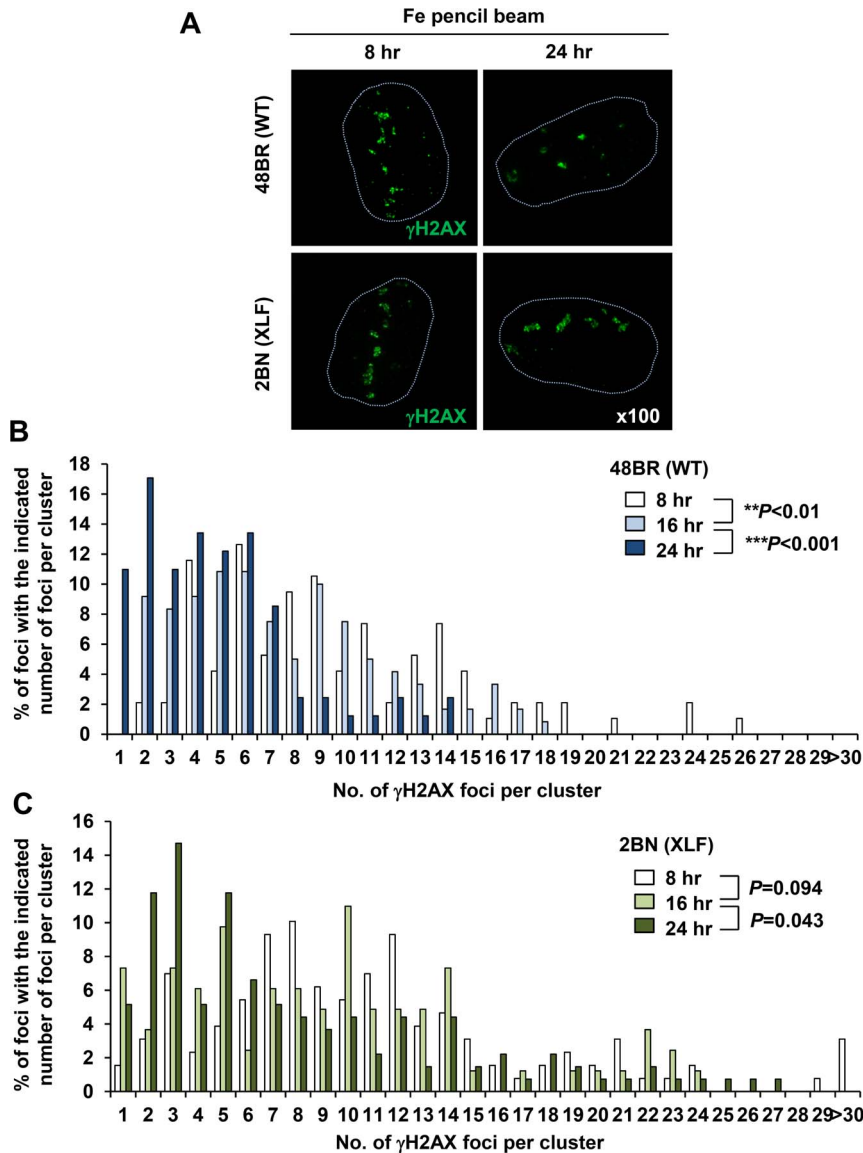 A
Fe pencil beam
8 hr
24 hr
48BR (WT)
γH2AX
2BN (XLF)
γH2AX
x100
B
% of foci with the indicated
number of foci per cluster
18
16
14
12
10
8
6
4
2
0
48BR (WT)
8 hr
16 hr
24 hr
**P<0.01
***P<0.001
1 2 3 4 5 6 7 8 9 10 11 12 13 14 15 16 17 18 19 20 21 22 23 24 25 26 27 28 29 >30
No. of γH2AX foci per cluster
C
% of foci with the indicated
number of foci per cluster
16
14
12
10
8
6
4
2
0
2BN (XLF)
8 hr
16 hr
24 hr
P=0.094
P=0.043
1 2 3 4 5 6 7 8 9 10 11 12 13 14 15 16 17 18 19 20 21 22 23 24 25 26 27 28 29 >30
No. of γH2AX foci per cluster